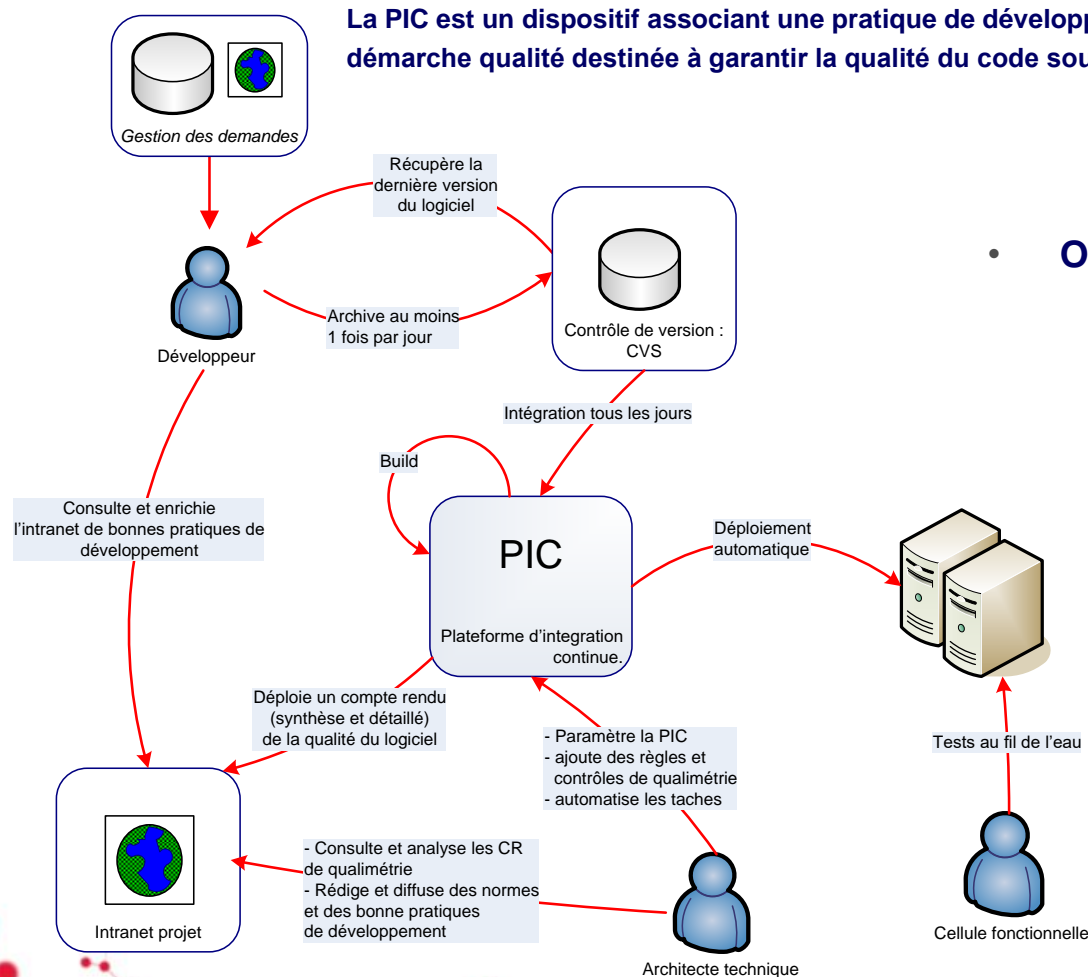 La PIC est un dispositif associant une pratique de développ
démarche qualité destinée à garantir la qualité du code sou
Gestion des demandes
Récupère la
dernière version
du logiciel
• O
Archive au moins
1 fois par jour
Contrôle de version :
CVS
Développeur
Intégration tous les jours
Build
Consulte et enrichie
l'intranet de bonnes pratiques de
développement
Déploiement
automatique
PIC
Plateforme d'integration
continue.
Déploie un compte rendu
(synthèse et détaillé)
de la qualité du logiciel
- Paramètre la PIC
- ajoute des règles et
contrôles de qualimétrie
- automatise les taches
Tests au fil de l'eau
- Consulte et analyse les CR
de qualimétrie
- Rédige et diffuse des normes
et des bonne pratiques
de développement
Intranet projet
Cellule fonctionnelle
Architecte technique